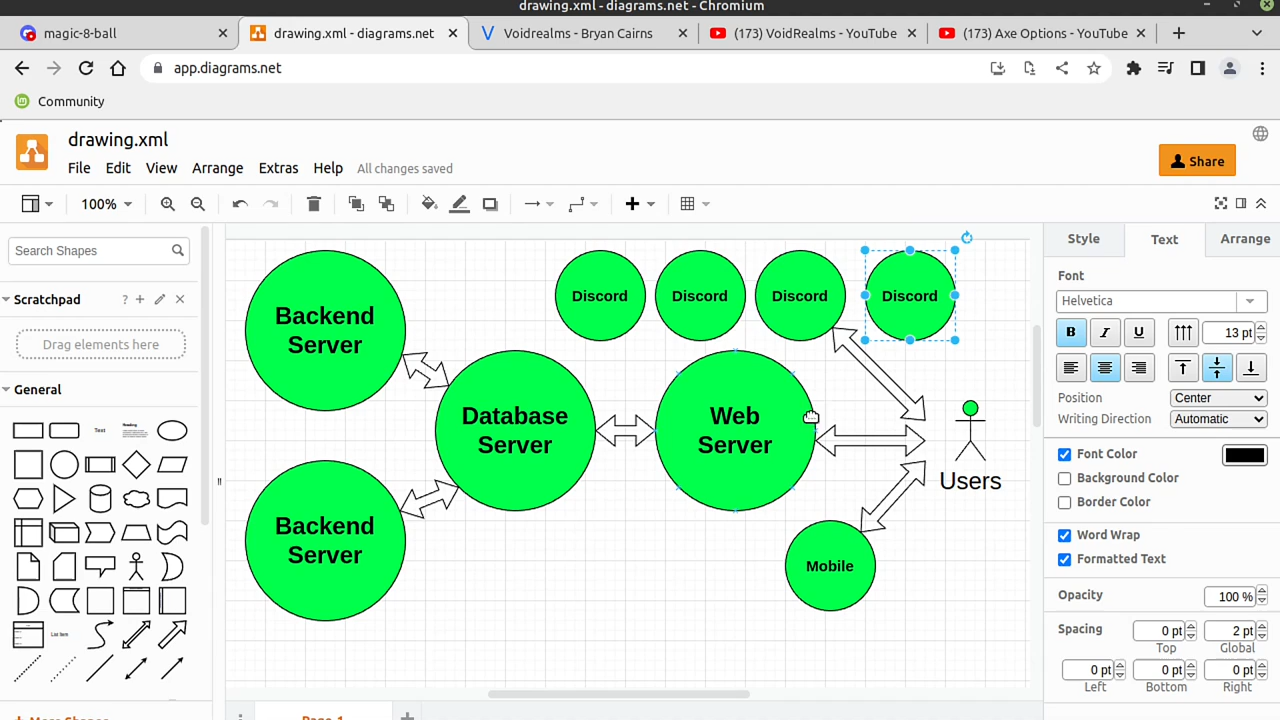 drawing.xml - diagrams.net - Chromium
magic-8-ball
drawing.xml - diagrams.net
Voidrealms - Bryan Cairns
(173) VoidRealms - YouTube
(173) Axe Options - YouTube
app.diagrams.net
Community
drawing.xml
File Edit View Arrange Extras Help All changes saved
Share
100%
Search Shapes
Scratchpad
?
Drag elements here
General
Text
Heading
List Item
Backend
Server
Discord
Discord
Discord
Discord
Database
Server
Web
Server
Users
Backend
Server
Mobile
Page-1
Style Text Arrange
Font
Helvetica
B I U 13 pt
Position Center
Writing Direction Automatic
Font Color
Background Color
Border Color
Word Wrap
Formatted Text
Opacity 100 %
Spacing 0 pt 2 pt
Top Global
0 pt 0 pt 0 pt
Left Bottom Right